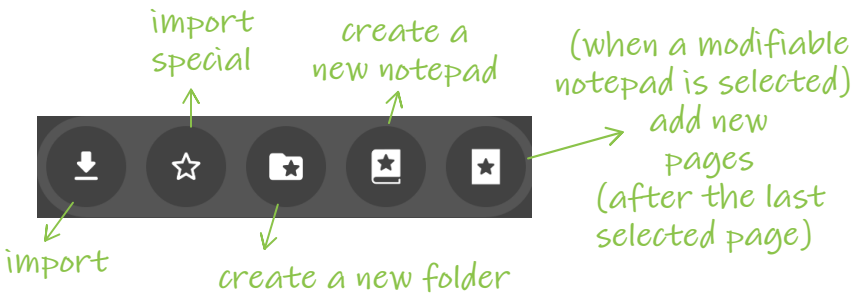 import
special
create a
new notepad
(when a modifiable
notepad is selected)
add new
pages
(after the last
selected page)
import
create a new folder